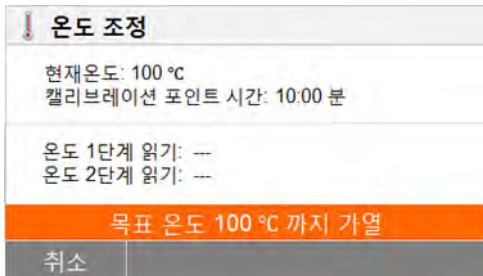 온도 조정
현재온도: 100 ℃
캘리브레이션 포인트 시간: 10:00 분
온도 1단계 읽기: ---
온도 2단계 읽기: ---
목표 온도 100 ℃ 까지 가열
취소